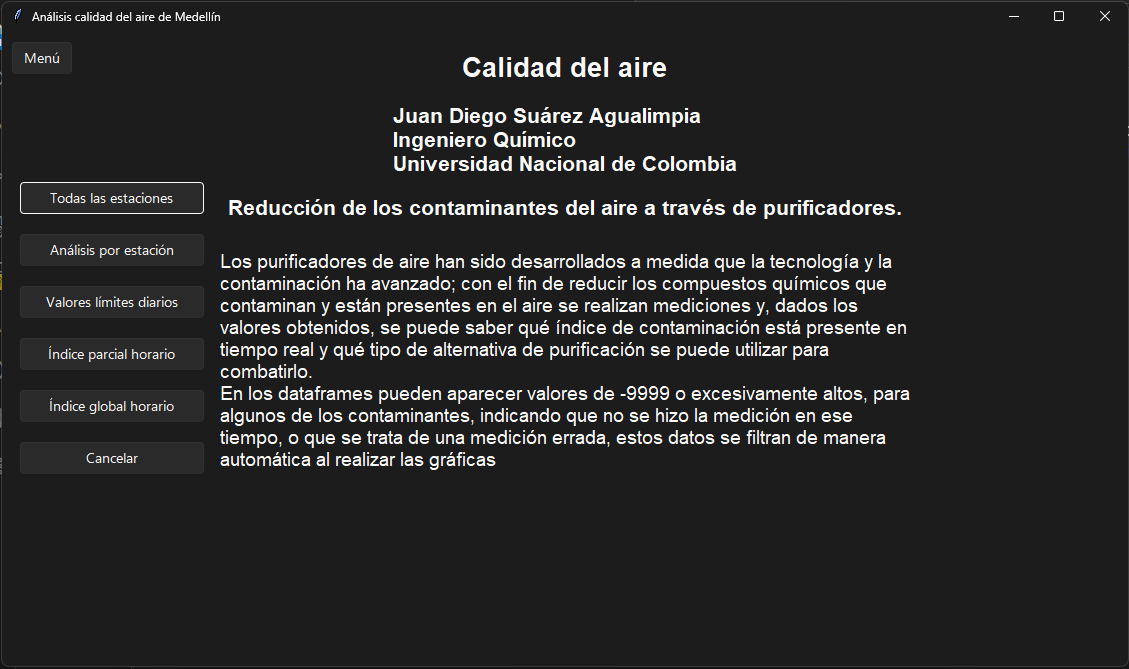 Análisis calidad del aire de Medellín
Menú
Calidad del aire
Juan Diego Suárez Agualimpia
Ingeniero Químico
Universidad Nacional de Colombia
Todas las estaciones
Análisis por estación
Valores límites diarios
Índice parcial horario
Índice global horario
Cancelar
Reducción de los contaminantes del aire a través de purificadores.
Los purificadores de aire han sido desarrollados a medida que la tecnología y la
contaminación ha avanzado; con el fin de reducir los compuestos químicos que
contaminan y están presentes en el aire se realizan mediciones y, dados los
valores obtenidos, se puede saber qué índice de contaminación está presente en
tiempo real y qué tipo de alternativa de purificación se puede utilizar para
combatirlo.
En los dataframes pueden aparecer valores de -9999 o excesivamente altos, para
algunos de los contaminantes, indicando que no se hizo la medición en ese
tiempo, o que se trata de una medición errada, estos datos se filtran de manera
automática al realizar las gráficas